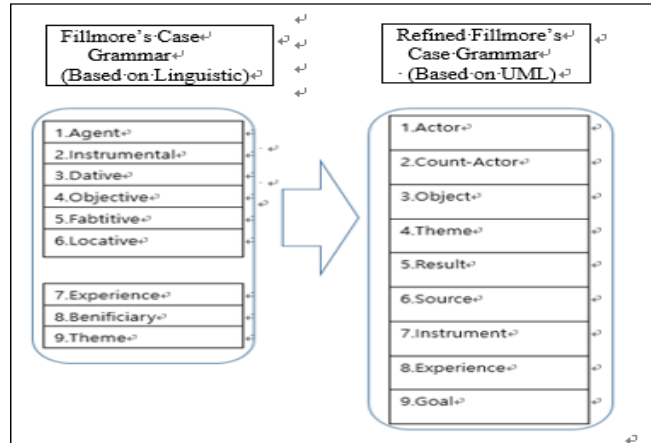 Fillmore's Case
Grammar
(Based on Linguistic)
1.Agent
2.Instrumental
3.Dative
4.Objective
5.Fabtitive
6.Locative
7.Experience
8.Benificiary
9.Theme
Refined Fillmore's
Case Grammar
(Based on UML)
1.Actor
2.Count-Actor
3.Object
4.Theme
5.Result
6.Source
7.Instrument
8.Experience
9.Goal